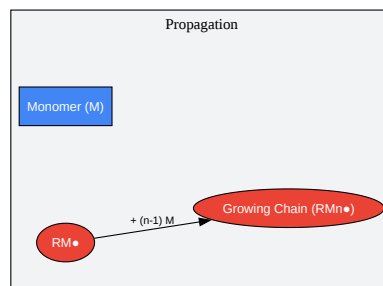 Propagation
Monomer (M)
Growing Chain (RMn●)
+ (n-1) M
RM●